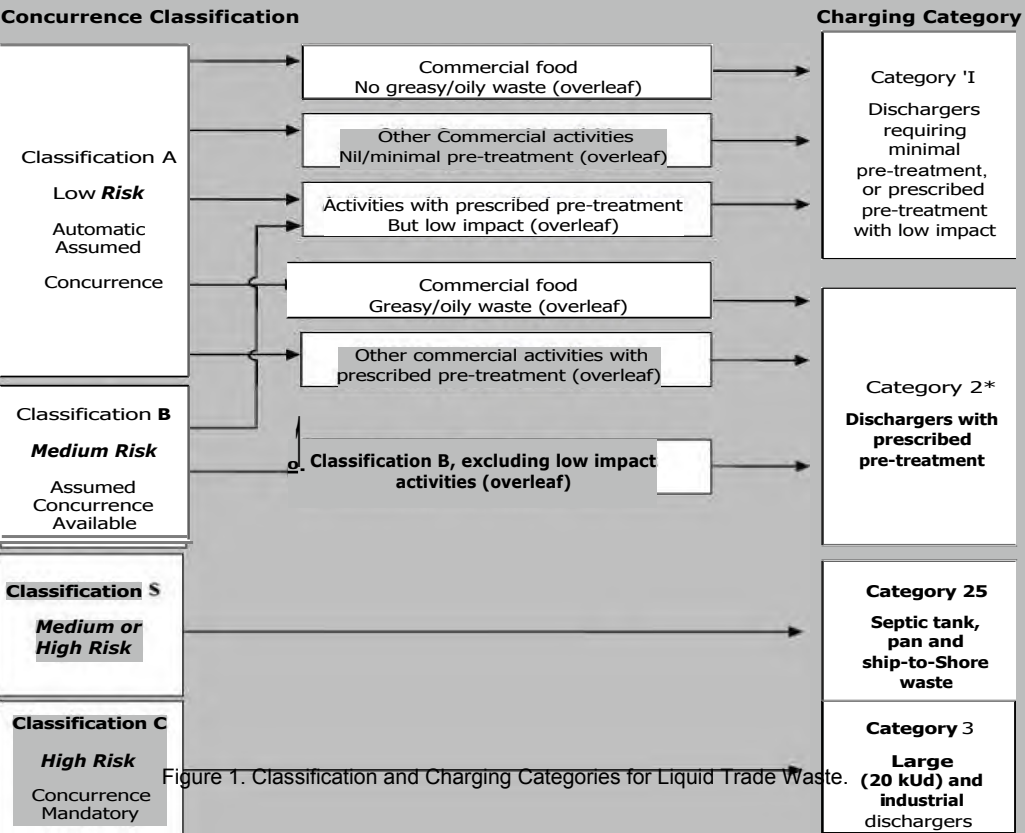 Concurrence Classification
Charging Category
Classification A
Low Risk
Automatic
Assumed
Concurrence
Commercial food
No greasy/oily waste (overleaf)
Other Commercial activities
Nil/minimal pre-treatment (overleaf)
Activities with prescribed pre-treatment
But low impact (overleaf)
Commercial food
Greasy/oily waste (overleaf)
Other commercial activities with
prescribed pre-treatment (overleaf)
Category 'I
Dischargers
requiring
minimal
pre-treatment,
or prescribed
pre-treatment
with low impact
Classification B
Medium Risk
Assumed
Concurrence
Available
o.
Classification B, excluding low impact
activities (overleaf)
Category 2*
Dischargers with
prescribed
pre-treatment
Classification S
Medium or
High Risk
Category 25
Septic tank,
pan and
ship-to-Shore
waste
Classification C
High Risk
Concurrence
Mandatory
Category 3
Large
(20 kUd) and
industrial
dischargers
Figure 1. Classification and Charging Categories for Liquid Trade Waste.